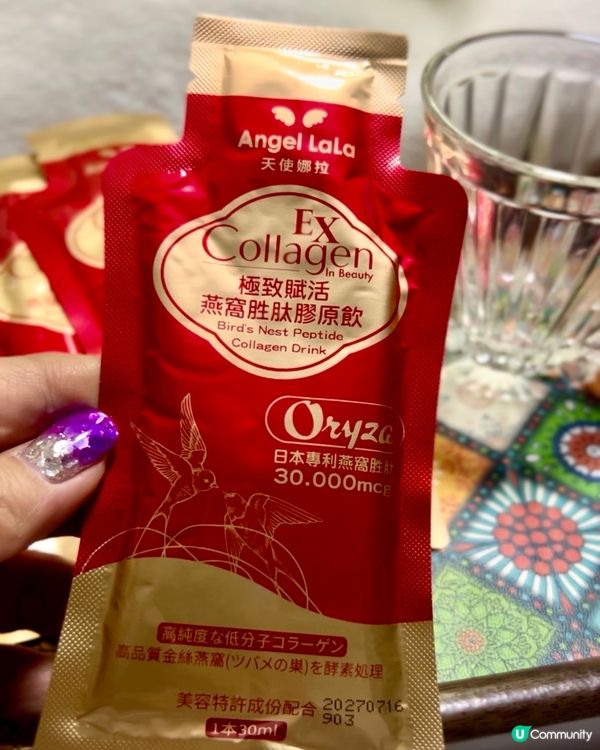 Angel LaLa
天使娜拉
EX
Collagen
In Beauty
極致賦活
燕窩胜肽膠原飲
Bird's Nest Peptide
Collagen Drink
Oryza
日本專利燕窩胜肽
30.000mcg
高純度な低分子コラーゲン
高品質金絲燕窩(ツバメの巣)を酵素処理
美容特許成份配合 20270716
903
1本30ml
U Community